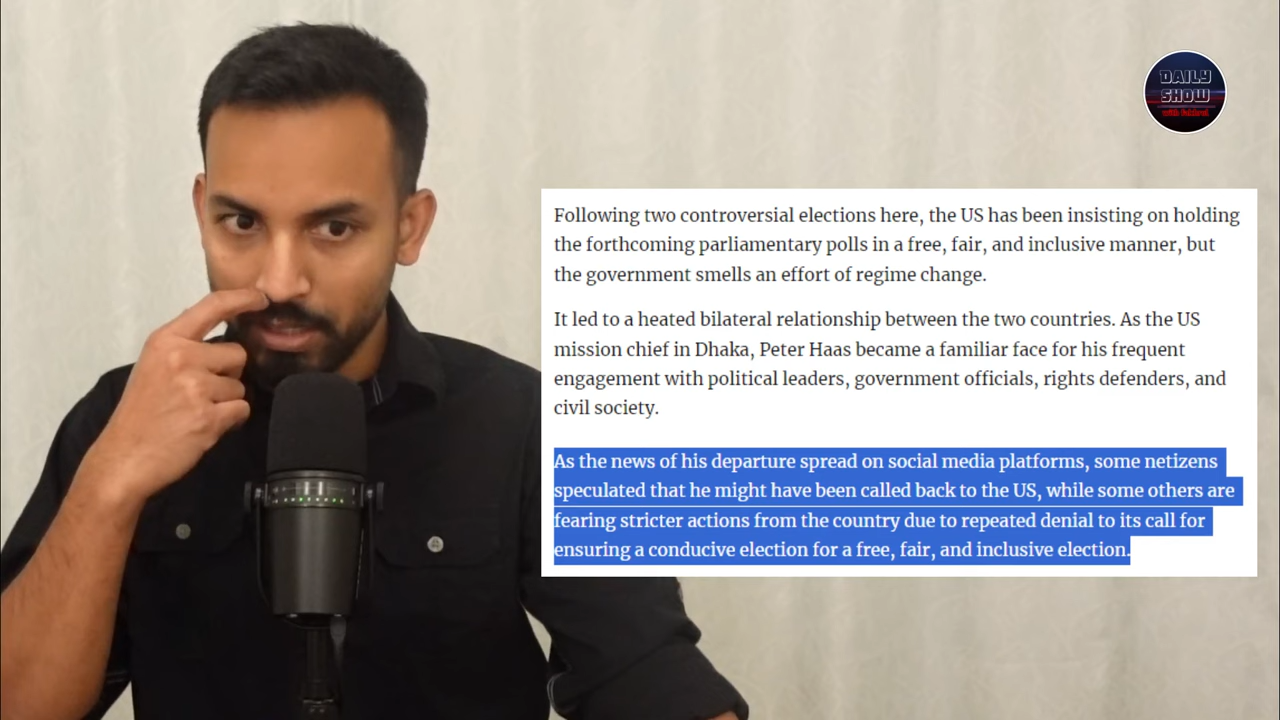 DAILY
SHOW
Following two controversial elections here, the US has been insisting on holding
the forthcoming parliamentary polls in a free, fair, and inclusive manner, but
the government smells an effort of regime change.
It led to a heated bilateral relationship between the two countries. As the US
mission chief in Dhaka, Peter Haas became a familiar face for his frequent
engagement with political leaders, government officials, rights defenders, and
civil society.
As the news of his departure spread on social media platforms, some netizens
speculated that he might have been called back to the US, while some others are
fearing stricter actions from the country due to repeated denial to its call for
ensuring a conducive election for a free, fair, and inclusive election.